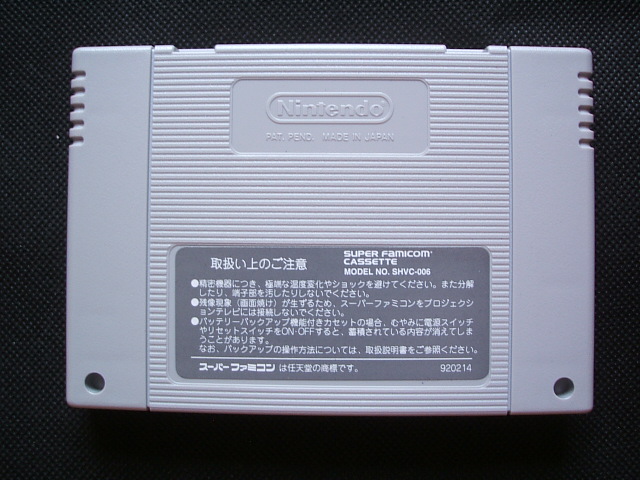 Nintendo
PAT. PEND. MADE IN JAPAN
取扱い上のご注意
SUPER FAMICOM
CASSETTE
MODEL NO. SHVC-006
●精密機器につき、極端な温度変化やショックを避けてください。また分解
したり、端子部を汚したりしないでください。
●残像現象（画面焼け）が生ずるため、スーパーファミコンをプロジェクシ
ョンテレビには接続しないでください。
●バッテリーバックアップ機能付きカセットの場合、むやみに電源スイッチ
やリセットスイッチをON・OFFすると、蓄積されている内容が消えてしま
うことがあります。
なお、バックアップの操作方法については、取扱説明書をご参照ください。
スーパーファミコン は任天堂の商標です。
920214